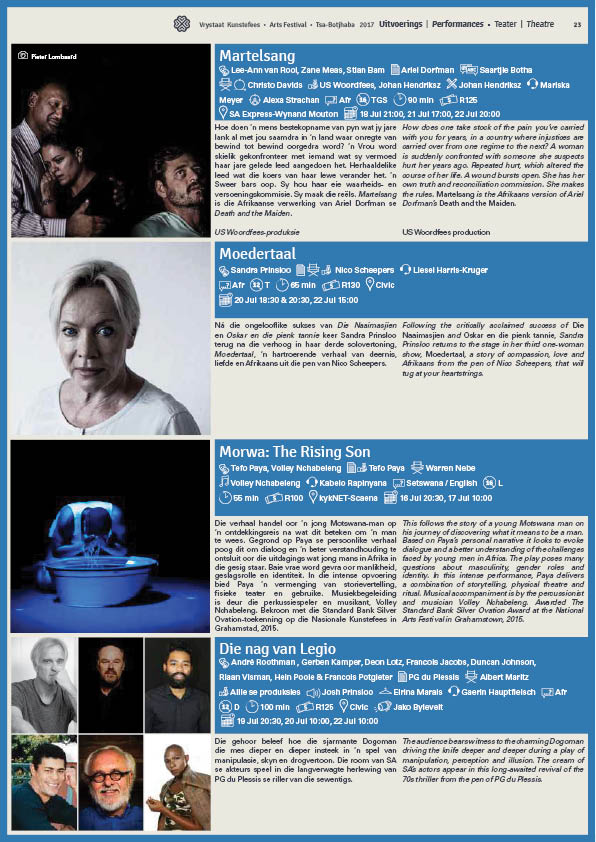 Vrystaat Kunstefees • Arts Festival • Tsa-Botjhaba 2017 Uitvoerings | Performances • Teater | Theatre 23
Pieter Lombaard
Martelsang
Lee-Ann van Rooi, Zane Meas, Stian Bam Ariel Dorfman Saartjie Botha
Christo Davids US Woordfees, Johan Hendriksz Johan Hendriksz Mariska
Meyer Alexa Strachan Afr TGS 90 min R125
SA Express-Wynand Mouton 18 Jul 21:00, 21 Jul 17:00, 22 Jul 20:00
Hoe doen 'n mens bestekopname van pyn wat jy jare
lank al met jou saamdra in 'n land waar onregte van
bewind tot bewind oorgedra word? 'n Vrou word
skielik gekonfronteer met iemand wat sy vermoed
haar jare gelede leed aangedoen het. Herhaaldelike
leed wat die koers van haar lewe verander het. 'n
Sweer bars oop. Sy hou haar eie waarheids- en
versoeningskommisie. Sy maak die reëls. Martelsang
is die Afrikaanse verwerking van Ariel Dorfman se
Death and the Maiden.
US Woordfees-produksie
How does one take stock of the pain you've carried
with you for years, in a country where injustices are
carried over from one regime to the next? A woman
is suddenly confronted with someone she suspects
hurt her years ago. Repeated hurt, which altered the
course of her life. A wound bursts open. She has her
own truth and reconciliation commission. She makes
the rules. Martelsang is the Afrikaans version of Ariel
Dorfman's Death and the Maiden.
US Woordfees production
Moedertaal
Sandra Prinsloo Nico Scheepers Liesel Harris-Kruger
Afr T 65 min R130 Civic
20 Jul 18:30 & 20:30, 22 Jul 15:00
Ná die ongelooflike sukses van Die Naaimasjien
en Oskar en die pienk tannie keer Sandra Prinsloo
terug na die verhoog in haar derde solovertoning,
Moedertaal, 'n hartroerende verhaal van deernis,
liefde en Afrikaans uit die pen van Nico Scheepers.
Following the critically acclaimed success of Die
Naaimasjien and Oskar en die pienk tannie, Sandra
Prinsloo returns to the stage in her third one-woman
show, Moedertaal, a story of compassion, love and
Afrikaans from the pen of Nico Scheepers, that will
tug at your heartstrings.
Morwa: The Rising Son
Tefo Paya, Volley Nchabeleng Tefo Paya Warren Nebe
Volley Nchabeleng Kabelo Rapinyana Setswana / English L
55 min R100 kykNET-Scaena 16 Jul 20:30, 17 Jul 10:00
Die verhaal handel oor 'n jong Motswana-man op
'n ontdekkingsreis na wat dit beteken om 'n man
te wees. Gegrond op Paya se persoonlike verhaal
poog dit om dialoog en 'n beter verstandhouding te
ontsluit oor die uitdagings wat jong mans in Afrika in
die gesig staar. Baie vrae word gevra oor manlikheid,
geslagsrolle en identiteit. In die intense opvoering
bied Paya 'n vermenging van storievertelling,
fisieke teater en gebruike. Musiekbegeleiding
is deur die perkussiespeler en musikant, Volley
Nchabeleng. Bekroon met die Standard Bank Silver
Ovation-toekenning op die Nasionale Kunstefees in
Grahamstad, 2015.
This follows the story of a young Motswana man on
his journey of discovering what it means to be a man.
Based on Paya's personal narrative it looks to evoke
dialogue and a better understanding of the challenges
faced by young men in Africa. The play poses many
questions about masculinity, gender roles and
identity. In this intense performance, Paya delivers
a combination of storytelling, physical theatre and
ritual. Musical accompaniment is by the percussionist
and musician Volley Nchabeleng. Awarded The
Standard Bank Silver Ovation Award at the National
Arts Festival in Grahamstown, 2015.
Die nag van Legio
André Roothman , Gerben Kamper, Deon Lotz, Francois Jacobs, Duncan Johnson,
Riaan Visman, Hein Poole & Francois Potgieter PG du Plessis Albert Maritz
Allie se produksies Josh Prinsloo Elrina Marais Gaerin Hauptfleisch Afr
D 100 min R125 Civic Jako Bylevelt
19 Jul 20:30, 20 Jul 10:00, 22 Jul 10:00
Die gehoor beleef hoe die sjarmante Dogoman
die mes dieper en dieper insteek in 'n spel van
manipulasie, skyn en drogvertoon. Die room van SA
se akteurs speel in die langverwagte herlewing van
PG du Plessis se riller van die sewentigs.
The audience bears witness to the charming Dogoman
driving the knife deeper and deeper during a play of
manipulation, perception and illusion. The cream of
SA's actors appear in this long-awaited revival of the
70s thriller from the pen of PG du Plessis.